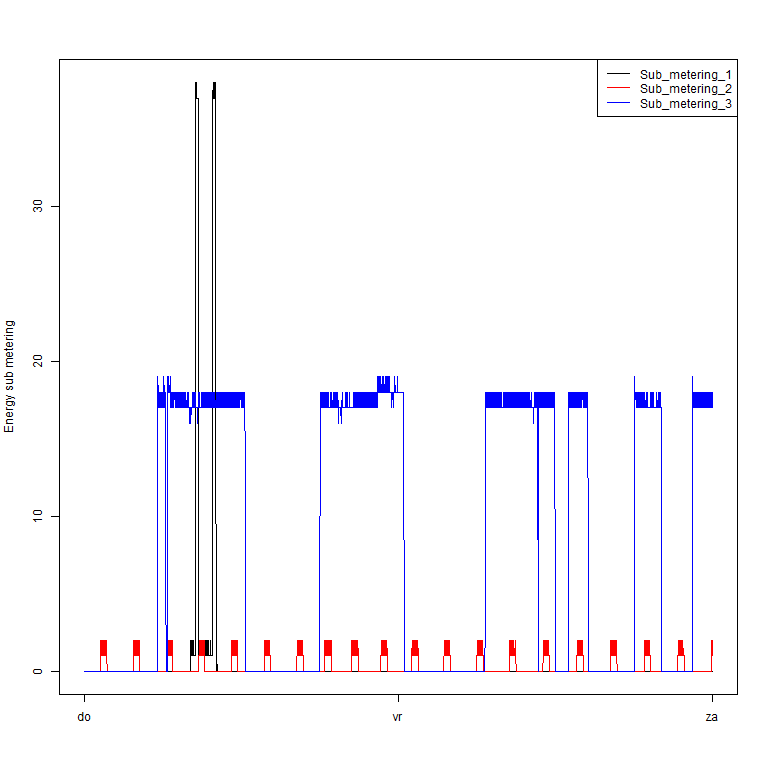 Sub_metering_1
Sub_metering_2
Sub_metering_3
Energy sub metering
30
20
10
0
do
vr
za